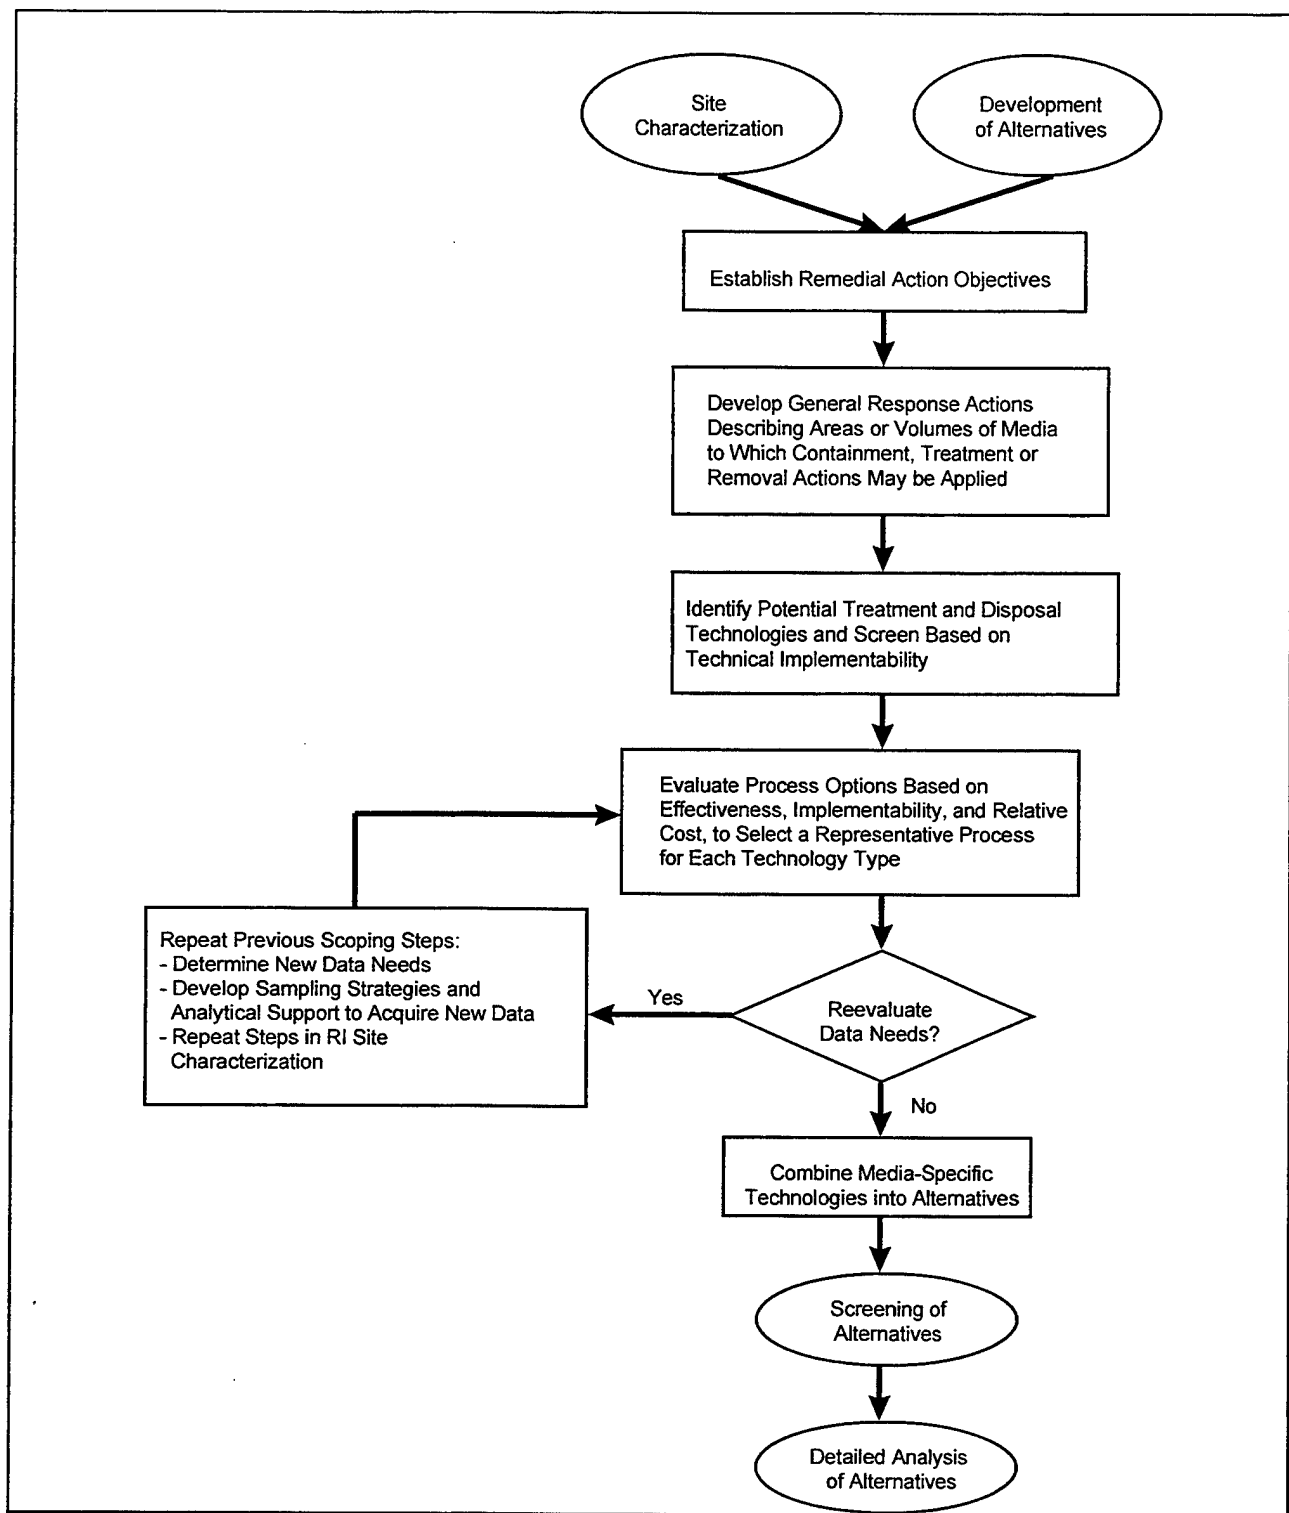 Site
Characterization
Development
of Alternatives
Establish Remedial Action Objectives
Develop General Response Actions
Describing Areas or Volumes of Media
to Which Containment, Treatment or
Removal Actions May be Applied
Identify Potential Treatment and Disposal
Technologies and Screen Based on
Technical Implementability
Evaluate Process Options Based on
Effectiveness, Implementability, and Relative
Cost, to Select a Representative Process
for Each Technology Type
Repeat Previous Scoping Steps:
- Determine New Data Needs
- Develop Sampling Strategies and
Analytical Support to Acquire New Data
- Repeat Steps in RI Site
Characterization
Yes
Reevaluate
Data Needs?
No
Combine Media-Specific
Technologies into Alternatives
Screening of
Alternatives
Detailed Analysis
of Alternatives